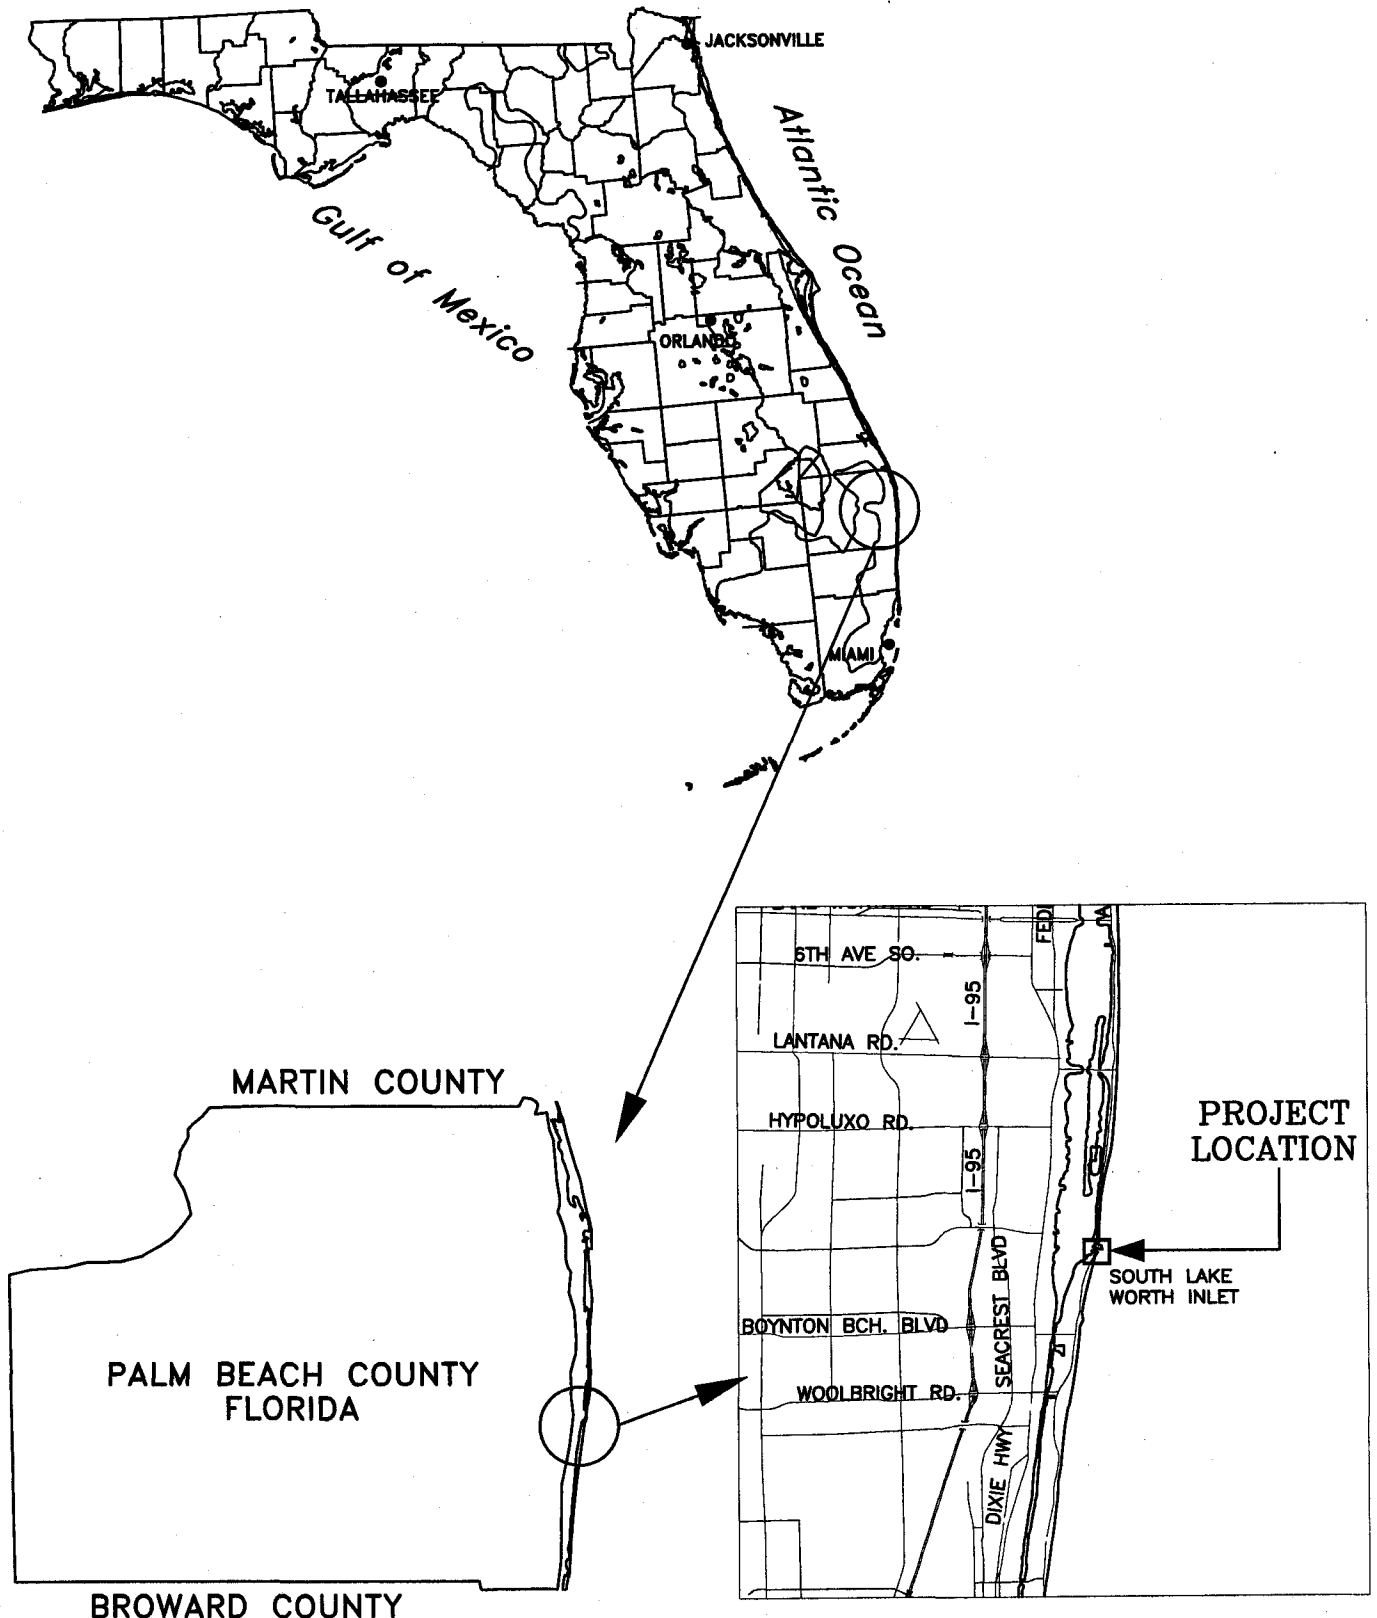 JACKSONVILLE
TALLAHASSEE
Atlantic Ocean
Gulf of Mexico
ORLANDO
MIAMI
MARTIN COUNTY
PALM BEACH COUNTY
FLORIDA
BROWARD COUNTY
6TH AVE SO.
I-95
LANTANA RD.
HYPOLUXO RD.
I-95
PROJECT
LOCATION
SOUTH LAKE
WORTH INLET
SEACREST BLVD
BOYNTON BCH. BLVD
WOOLBRIGHT RD.
DIXIE HWY